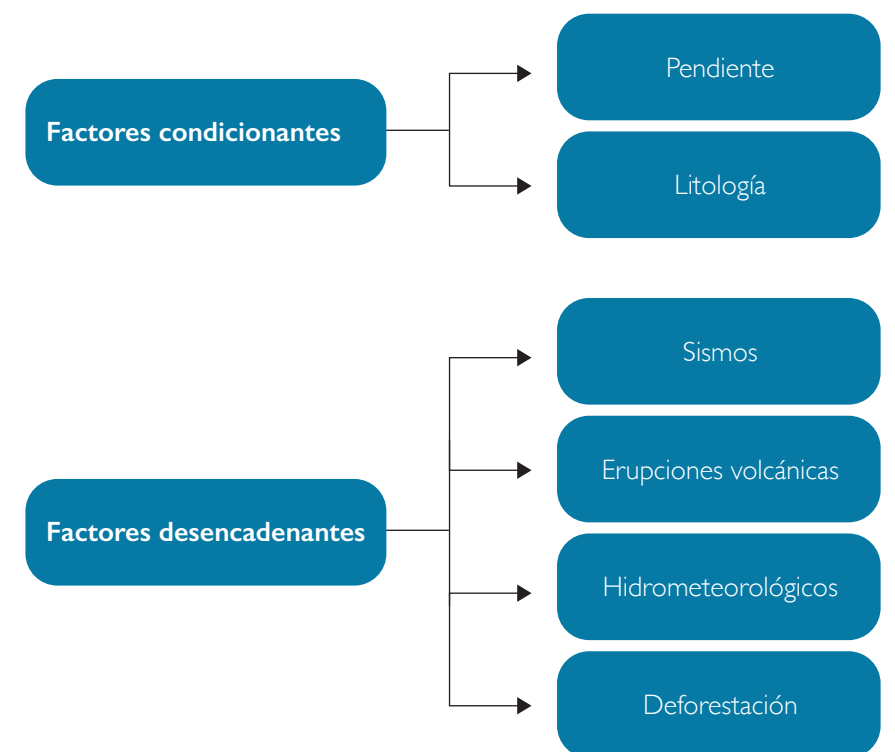 Factores condicionantes
Pendiente
Litología
Factores desencadenantes
Sismos
Erupciones volcánicas
Hidrometeorológicos
Deforestación